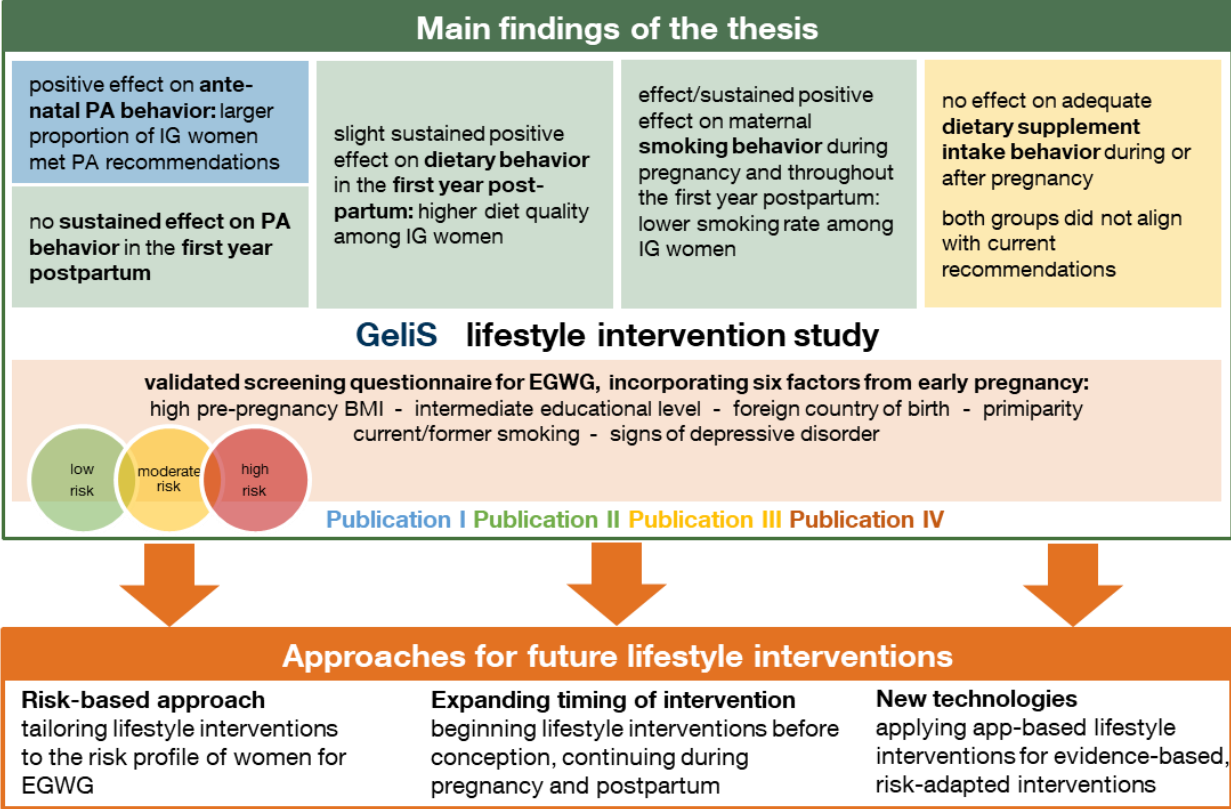 Main findings of the thesis
positive effect on ante-
natal PA behavior: larger
proportion of IG women
met PA recommendations
no sustained effect on PA
behavior in the first year
postpartum
slight sustained positive
effect on dietary behavior
in the first year post-
partum: higher diet quality
among IG women
effect/sustained positive
effect on maternal
smoking behavior during
pregnancy and throughout
the first year postpartum:
lower smoking rate among
IG women
no effect on adequate
dietary supplement
intake behavior during or
after pregnancy
both groups did not align
with current
recommendations
GeliS lifestyle intervention study
validated screening questionnaire for EGWG, incorporating six factors from early pregnancy:
high pre-pregnancy BMI - intermediate educational level - foreign country of birth - primiparity
current/former smoking - signs of depressive disorder
low
risk
moderate
risk
high
risk
Publication I Publication II Publication III Publication IV
Approaches for future lifestyle interventions
Risk-based approach
tailoring lifestyle interventions
to the risk profile of women for
EGWG
Expanding timing of intervention
beginning lifestyle interventions before
conception, continuing during
pregnancy and postpartum
New technologies
applying app-based lifestyle
interventions for evidence-based,
risk-adapted interventions